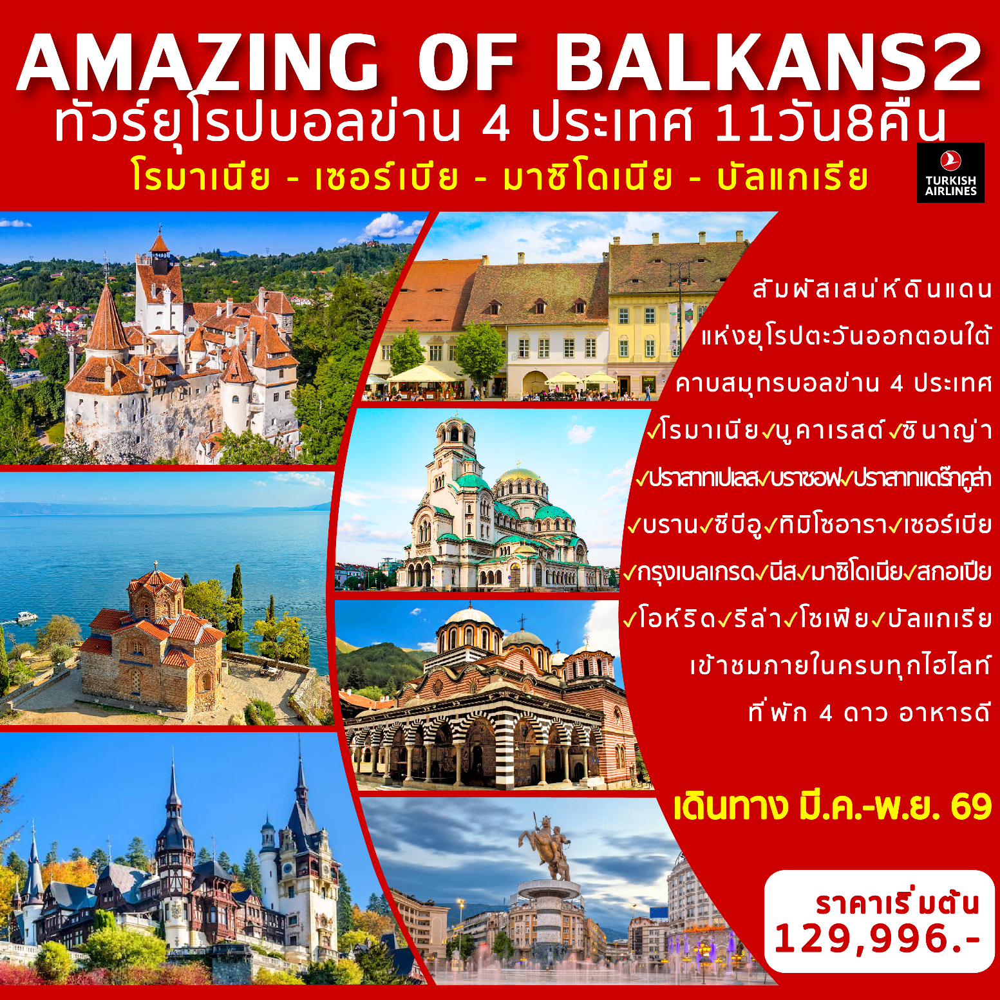 AMAZING OF BALKANS2
ทัวร์ยุโรปบอลข่าน 4 ประเทศ 11วัน8คืน
โรมาเนีย - เซอร์เบีย - มาซิโดเนีย - บัลแกเรีย
TURKISH
AIRLINES
สัมผัสเสน่ห์ดินแดน
แห่งยุโรปตะวันออกตอนใต้
คาบสมุทรบอลข่าน 4 ประเทศ
✓โรมาเนีย✓บูคาเรสต์✓ซินาญ่า
✓ปราสาทเปเลส✓บราซอฟ✓ปราสาทแดร๊กคูล่า
✓บราน✓ซีบีอู✓ทิมิโซอารา✓เซอร์เบีย
✓กรุงเบลเกรด✓นีส✓มาซิโดเนีย✓สกอเปีย
✓โอห์ริด✓รีล่า✓โซเฟีย✓บัลแกเรีย
เข้าชมภายในครบทุกไฮไลท์
ที่พัก 4 ดาว อาหารดี
เดินทาง มี.ค.-พ.ย. 69
ราคาเริ่มต้น
129,996.-